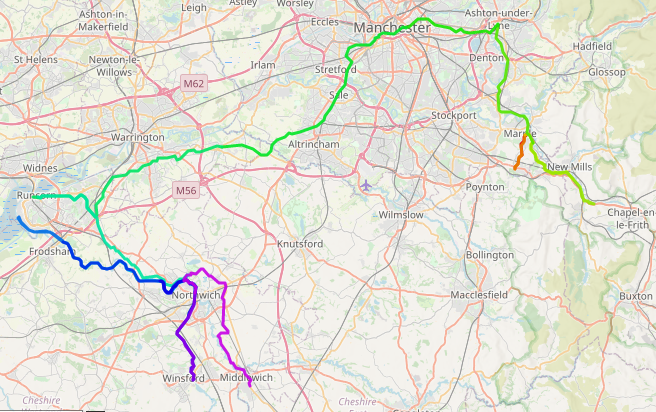 Ashton-in-
Makerfield
Leigh
Astley
Worsley
Eccles
Manchester
Ashton-under-
Lyne
St Helens
Newton-le-
Willows
Irlam
Stretford
Denton
Hadfield
Glossop
M62
Sale
Stockport
Warrington
Altrincham
Marple
Widnes
New Mills
Runcorn
M56
Poynton
Wilmslow
Chapel-en-
le-Frith
Frodsham
Knutsford
Bollington
Northwich
Macclesfield
Buxton
Winsford
Middlewich
Cheshire
Cheshire